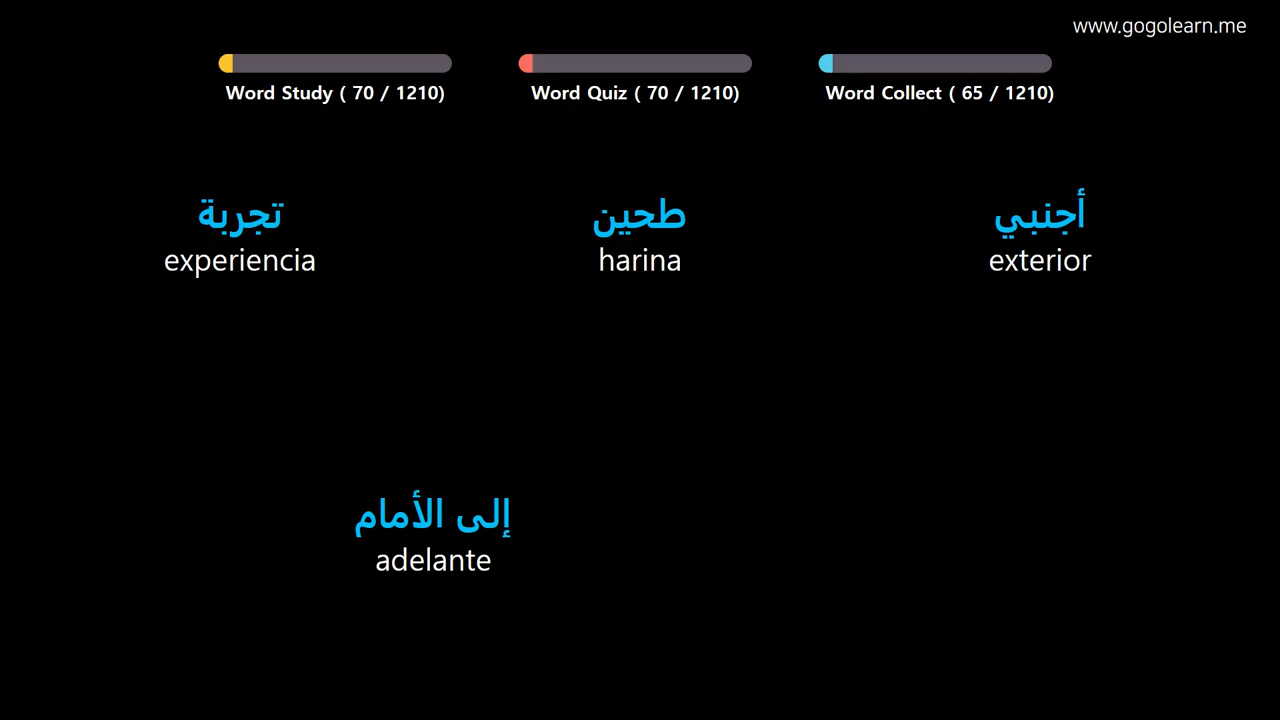 www.gogolearn.me
Word Study ( 70 / 1210)
Word Quiz ( 70 / 1210)
Word Collect ( 65 / 1210)
تجربة
experiencia
طحين
harina
أجنبي
exterior
إلى الأمام
adelante